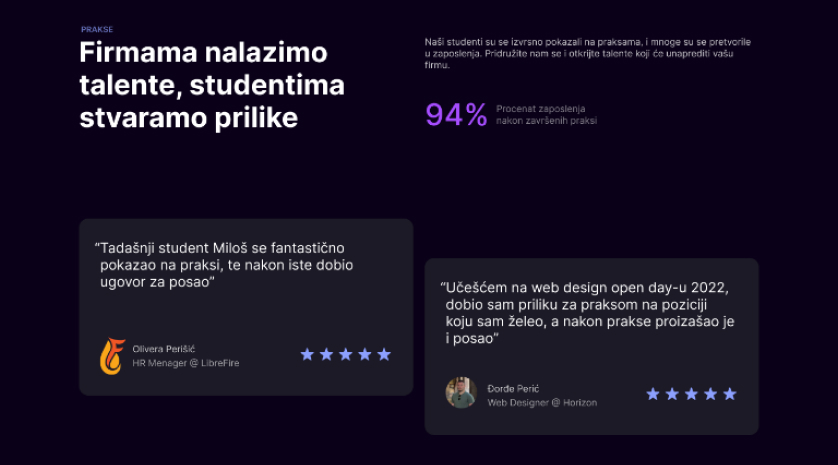 PRAKSE
Firmama nalazimo
talente, studentima
stvaramo prilike
Naši studenti su se izvrsno pokazali na praksama, i mnoge su se pretvorile
u zaposlenja. Pridružite nam se i otkrijte talente koji će unaprediti vašu
firmu.
94%
Procenat zaposlenja
nakon završenih praksi
“Tadašnji student Miloš se fantastično
pokazao na praksi, te nakon iste dobio
ugovor za posao”
Olivera Perišić
HR Menager @ LibreFire
“Učešćem na web design open day-u 2022,
dobio sam priliku za praksom na poziciji
koju sam želeo, a nakon prakse proizašao je
i posao”
Đorđe Perić
Web Designer @ Horizon